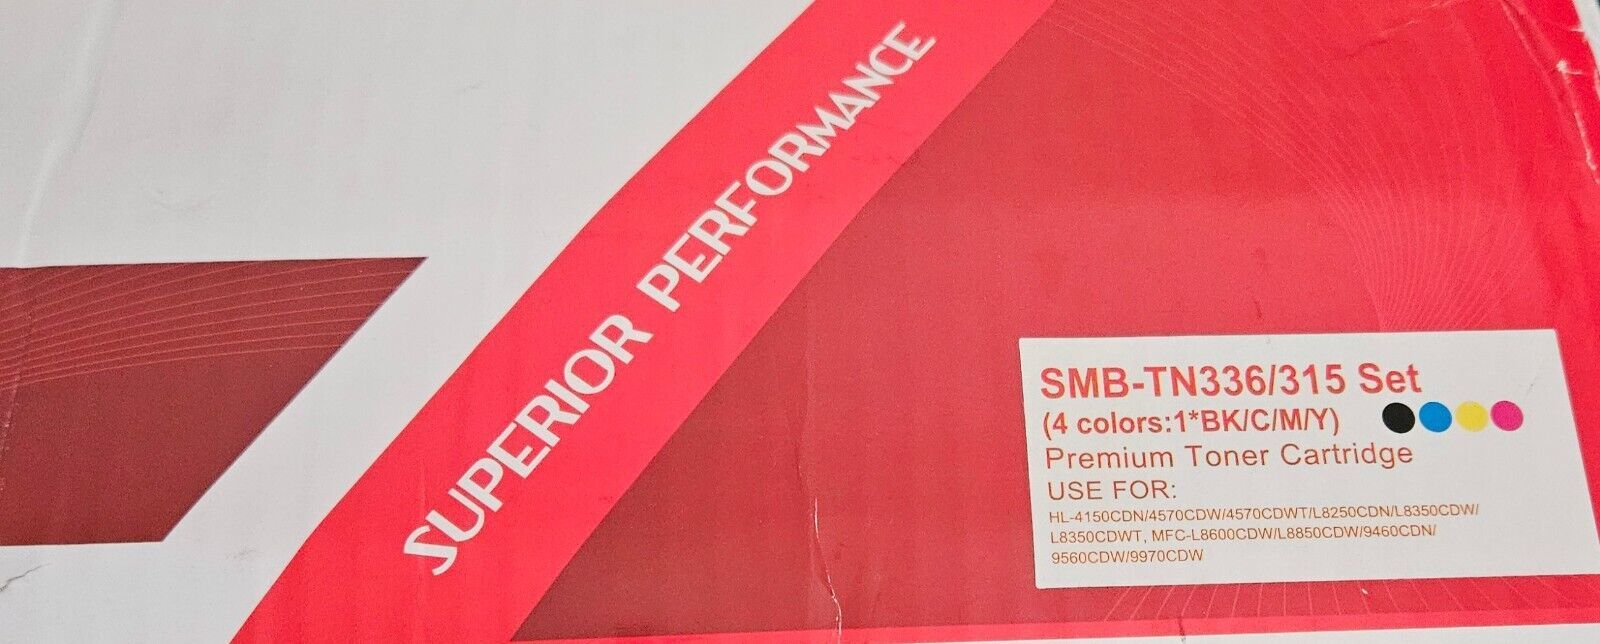 SUPERIOR PERFORMANCE
SMB-TN336/315 Set
(4 colors:1*BK/C/M/Y)
Premium Toner Cartridge
USE FOR:
HL-4150CDN/4570CDW/4570CDWT/L8250CDN/L8350CDW/
L8350CDWT, MFC-L8600CDW/L8850CDW/9460CDN/
9560CDW/9970CDW